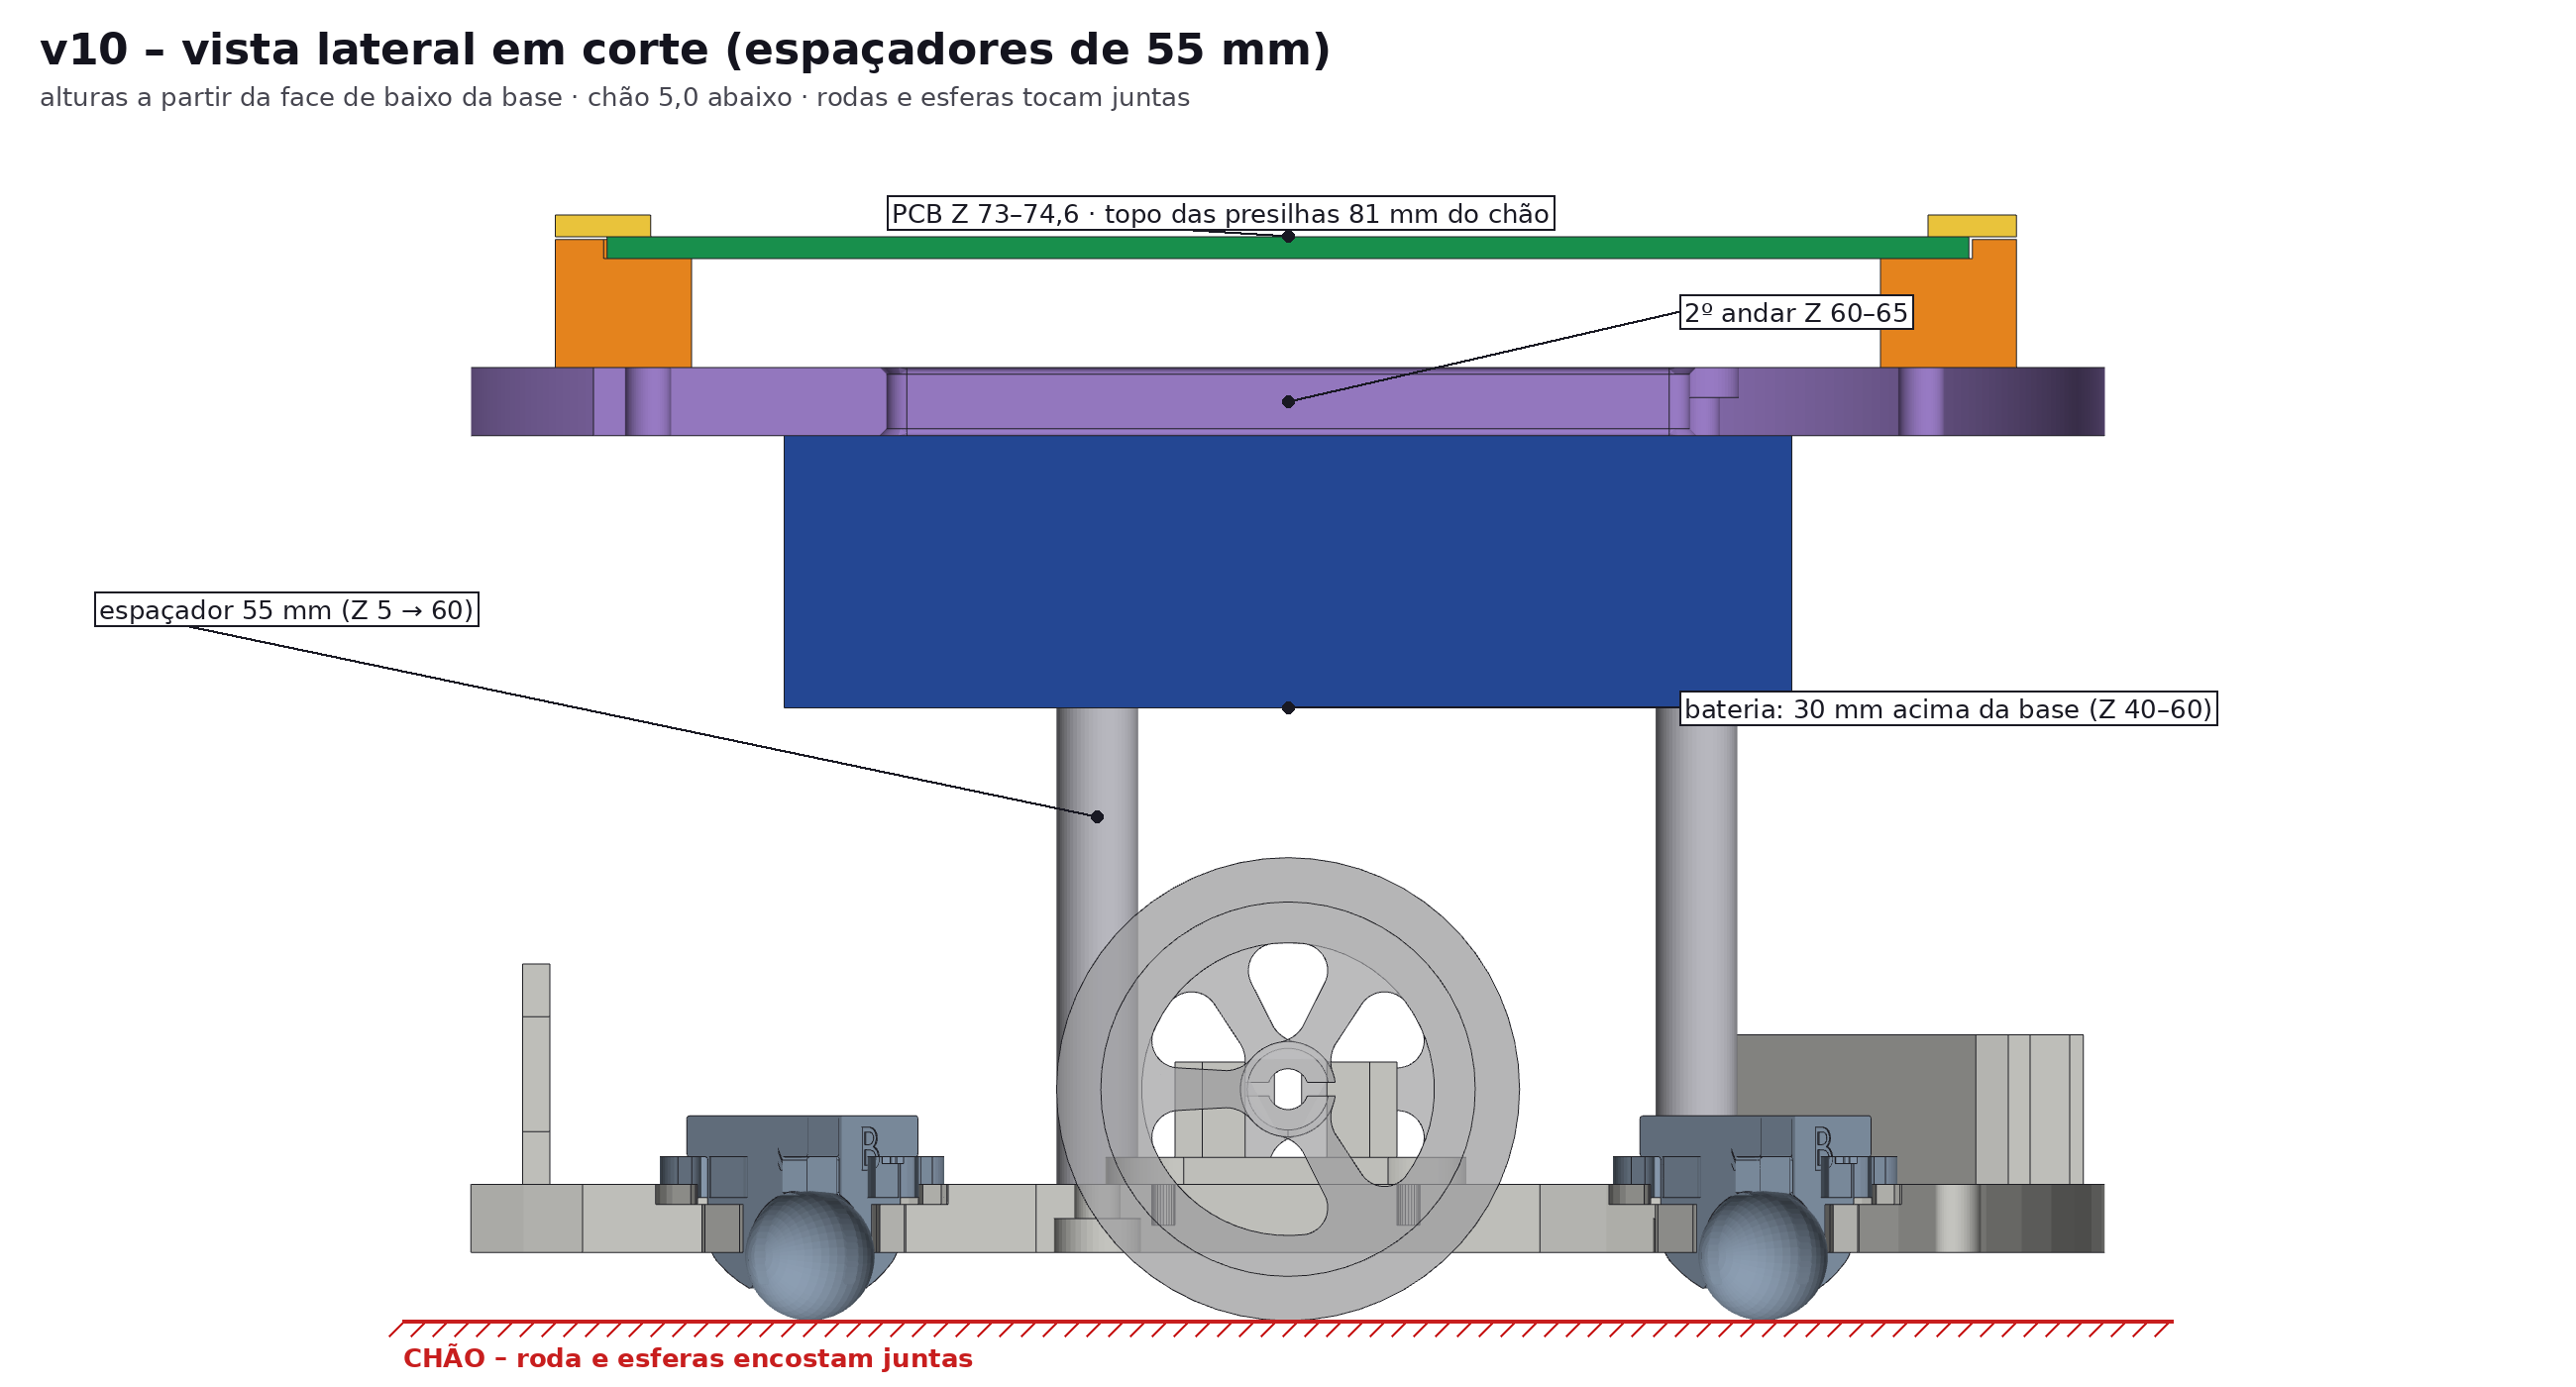 v10 – vista lateral em corte (espaçadores de 55 mm)
alturas a partir da face de baixo da base · chão 5,0 abaixo · rodas e esferas tocam juntas
PCB Z 73–74,6 · topo das presilhas 81 mm do chão
2º andar Z 60–65
espaçador 55 mm (Z 5 → 60)
bateria: 30 mm acima da base (Z 40–60)
B
B
CHÃO – roda e esferas encostam juntas